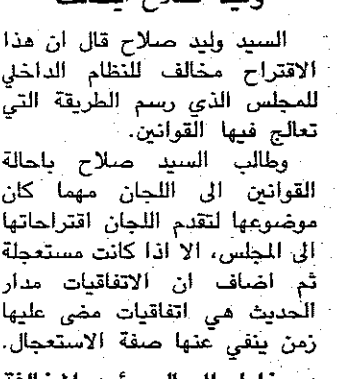 السيد وليد صلاح قال ان هذا
الاقتراح مخالف للنظام الداخلي
للمجلس الذي رسم الطريقة التي
تعالج فيها القوانين.
وطالب السيد صلاح باحالة
القوانين الى اللجان مهما كان
موضوعها لتقدم اللجان اقتراحاتها
الى المجلس، الا اذا كانت مستعجلة
ثم اضاف ان الاتفاقيات مدار
الحديث هي اتفاقيات مضى عليها
زمن ينفي عنها صفة الاستعجال.